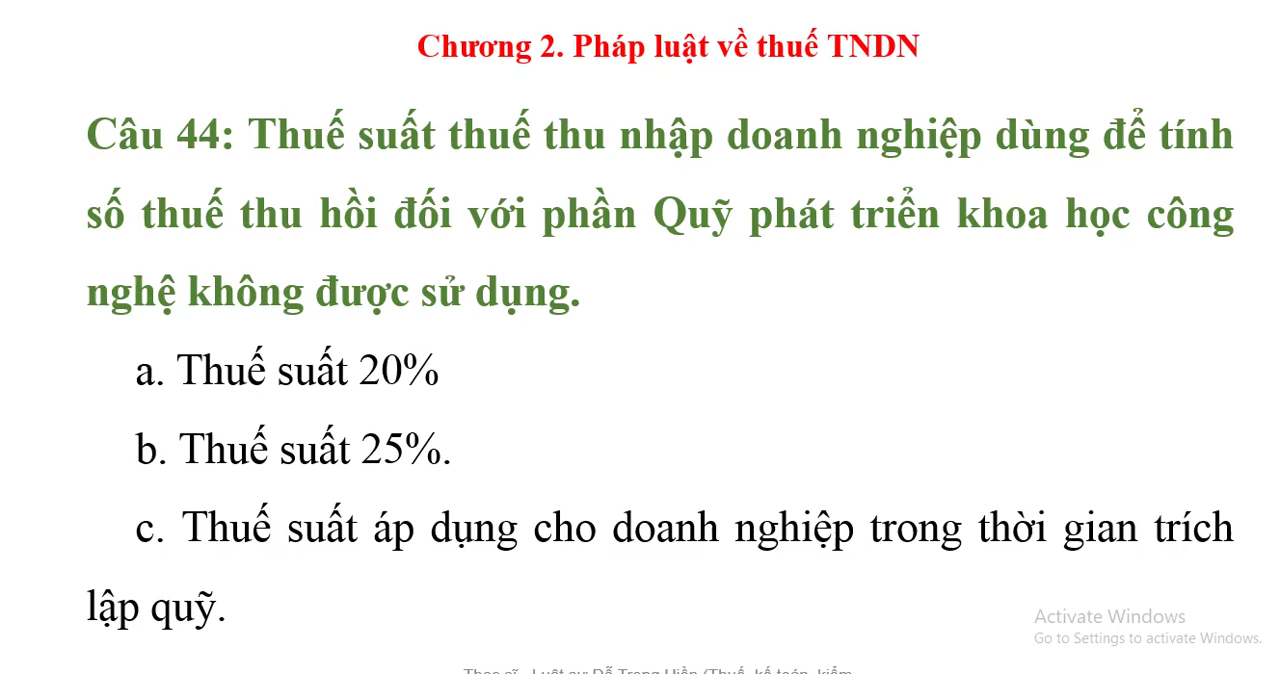 Chương 2. Pháp luật về thuế TNDN
Câu 44: Thuế suất thuế thu nhập doanh nghiệp dùng để tính
số thuế thu hồi đối với phần Quỹ phát triển khoa học công
nghệ không được sử dụng.
a. Thuế suất 20%
b. Thuế suất 25%.
c. Thuế suất áp dụng cho doanh nghiệp trong thời gian trích
lập quỹ.
Activate Windows
Go to Settings to activate Windows.